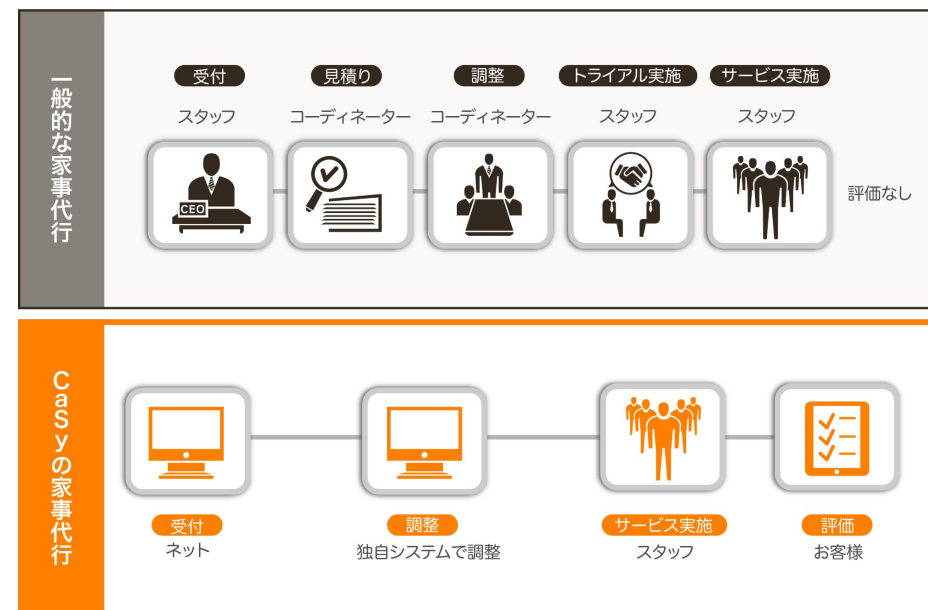 一般的な家事代行
受付
スタッフ
見積り
コーディネーター
調整
コーディネーター
トライアル実施
スタッフ
サービス実施
スタッフ
CEO
評価なし
CaSyの家事代行
受付
ネット
調整
独自システムで調整
サービス実施
スタッフ
評価
お客様